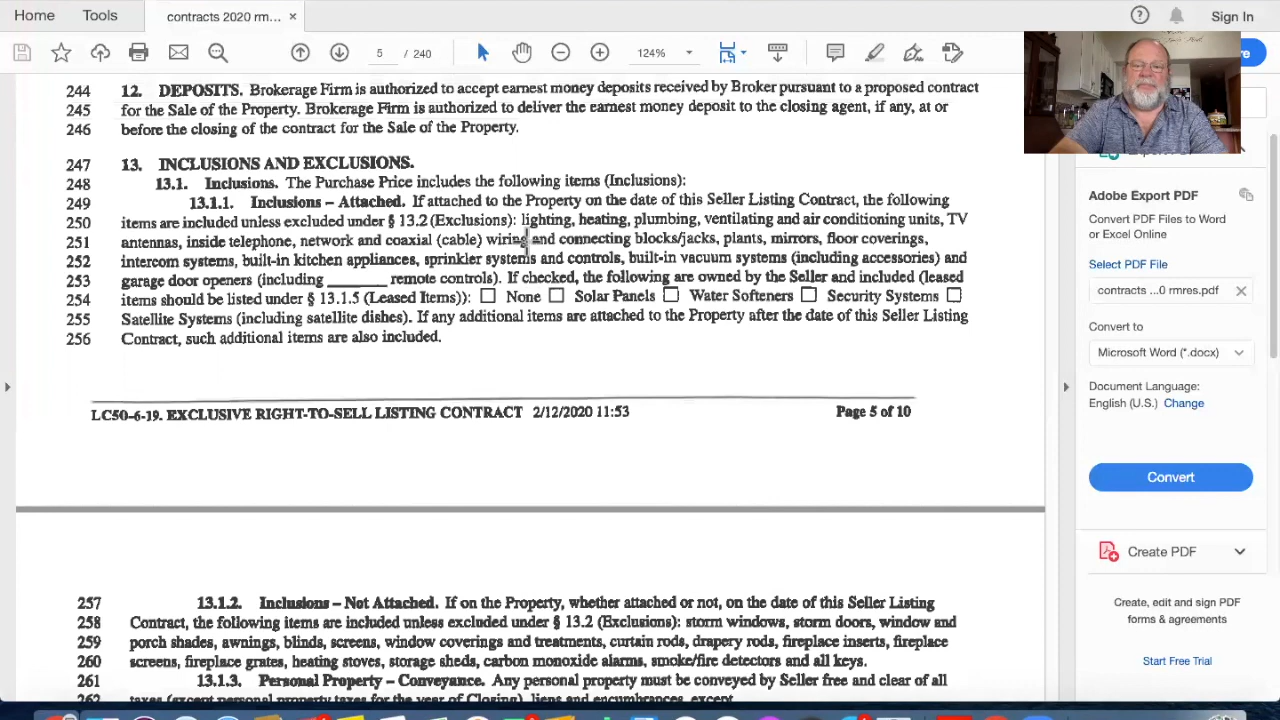 Home
Tools
contracts 2020 rm... ×
Sign In
5 / 240
124%
244 12. DEPOSITS. Brokerage Firm is authorized to accept earnest money deposits received by Broker pursuant to a proposed contract
245 for the Sale of the Property. Brokerage Firm is authorized to deliver the earnest money deposit to the closing agent, if any, at or
246 before the closing of the contract for the Sale of the Property.
247 13. INCLUSIONS AND EXCLUSIONS.
248 13.1. Inclusions. The Purchase Price includes the following items (Inclusions):
249 13.1.1. Inclusions – Attached. If attached to the Property on the date of this Seller Listing Contract, the following
250 items are included unless excluded under § 13.2 (Exclusions): lighting, heating, plumbing, ventilating and air conditioning units, TV
251 antennas, inside telephone, network and coaxial (cable) wiring and connecting blocks/jacks, plants, mirrors, floor coverings,
252 intercom systems, built-in kitchen appliances, sprinkler systems and controls, built-in vacuum systems (including accessories) and
253 garage door openers (including _______ remote controls). If checked, the following are owned by the Seller and included (leased
254 items should be listed under § 13.1.5 (Leased Items)): ☐ None ☐ Solar Panels ☐ Water Softeners ☐ Security Systems ☐
255 Satellite Systems (including satellite dishes). If any additional items are attached to the Property after the date of this Seller Listing
256 Contract, such additional items are also included.
LC50-6-19. EXCLUSIVE RIGHT-TO-SELL LISTING CONTRACT 2/12/2020 11:53 Page 5 of 10
257 13.1.2. Inclusions – Not Attached. If on the Property, whether attached or not, on the date of this Seller Listing
258 Contract, the following items are included unless excluded under § 13.2 (Exclusions): storm windows, storm doors, window and
259 porch shades, awnings, blinds, screens, window coverings and treatments, curtain rods, drapery rods, fireplace inserts, fireplace
260 screens, fireplace grates, heating stoves, storage sheds, carbon monoxide alarms, smoke/fire detectors and all keys.
261 13.1.3. Personal Property – Conveyance. Any personal property must be conveyed by Seller free and clear of all
262 taxes (except personal property taxes for the year of Closing), liens and encumbrances, except
Adobe Export PDF
Convert PDF Files to Word
or Excel Online
Select PDF File
contracts ...0 rmres.pdf
Convert to
Microsoft Word (*.docx)
Document Language:
English (U.S.) Change
Convert
Create PDF
Create, edit and sign PDF
forms & agreements
Start Free Trial